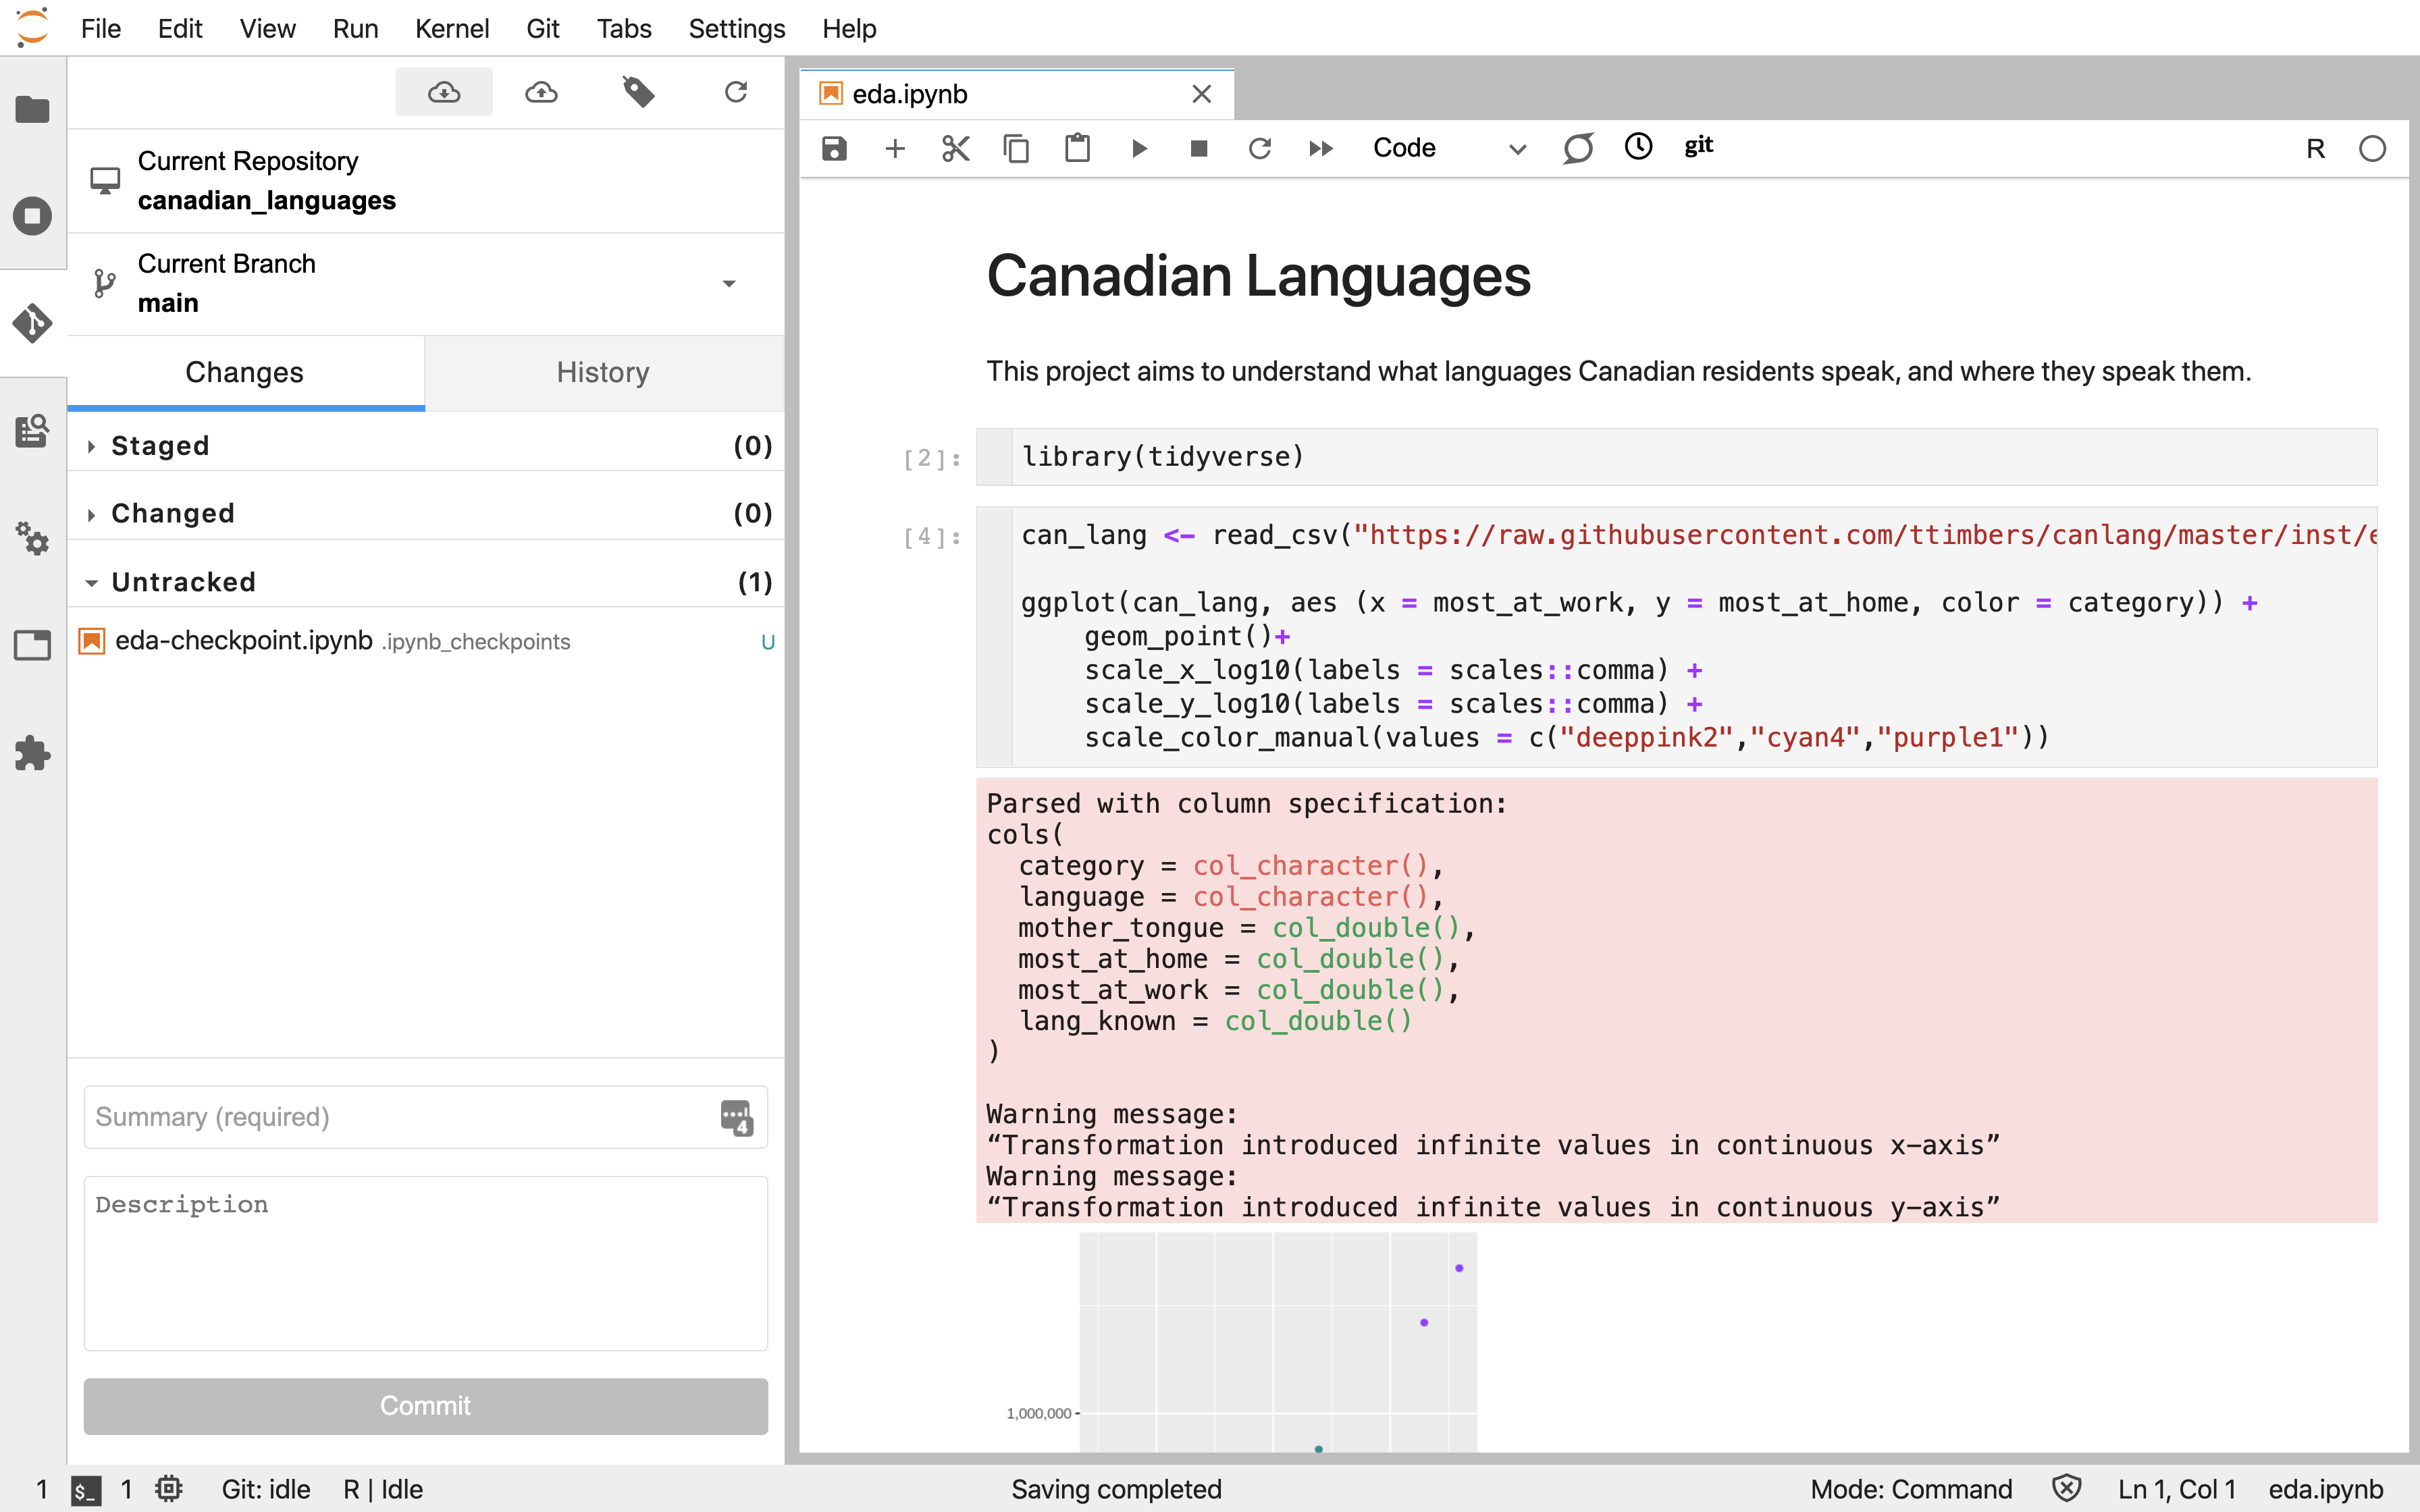 File Edit View Run Kernel Git Tabs Settings Help
Current Repository
canadian_languages
Current Branch
main
Changes History
Staged (0)
Changed (0)
Untracked (1)
eda-checkpoint.ipynb .ipynb_checkpoints U
Summary (required)
4
Description
Commit
eda.ipynb
Code
git
R
Canadian Languages
This project aims to understand what languages Canadian residents speak, and where they speak them.
[2]: library(tidyverse)
[4]: can_lang <- read_csv("https://raw.githubusercontent.com/ttimbers/canlang/master/inst/e
ggplot(can_lang, aes (x = most_at_work, y = most_at_home, color = category)) +
geom_point()+
scale_x_log10(labels = scales::comma) +
scale_y_log10(labels = scales::comma) +
scale_color_manual(values = c("deeppink2","cyan4","purple1"))
Parsed with column specification:
cols(
category = col_character(),
language = col_character(),
mother_tongue = col_double(),
most_at_home = col_double(),
most_at_work = col_double(),
lang_known = col_double()
)
Warning message:
“Transformation introduced infinite values in continuous x-axis”
Warning message:
“Transformation introduced infinite values in continuous y-axis”
1,000,000
1 $_ 1 Git: idle R | Idle Saving completed Mode: Command Ln 1, Col 1 eda.ipynb